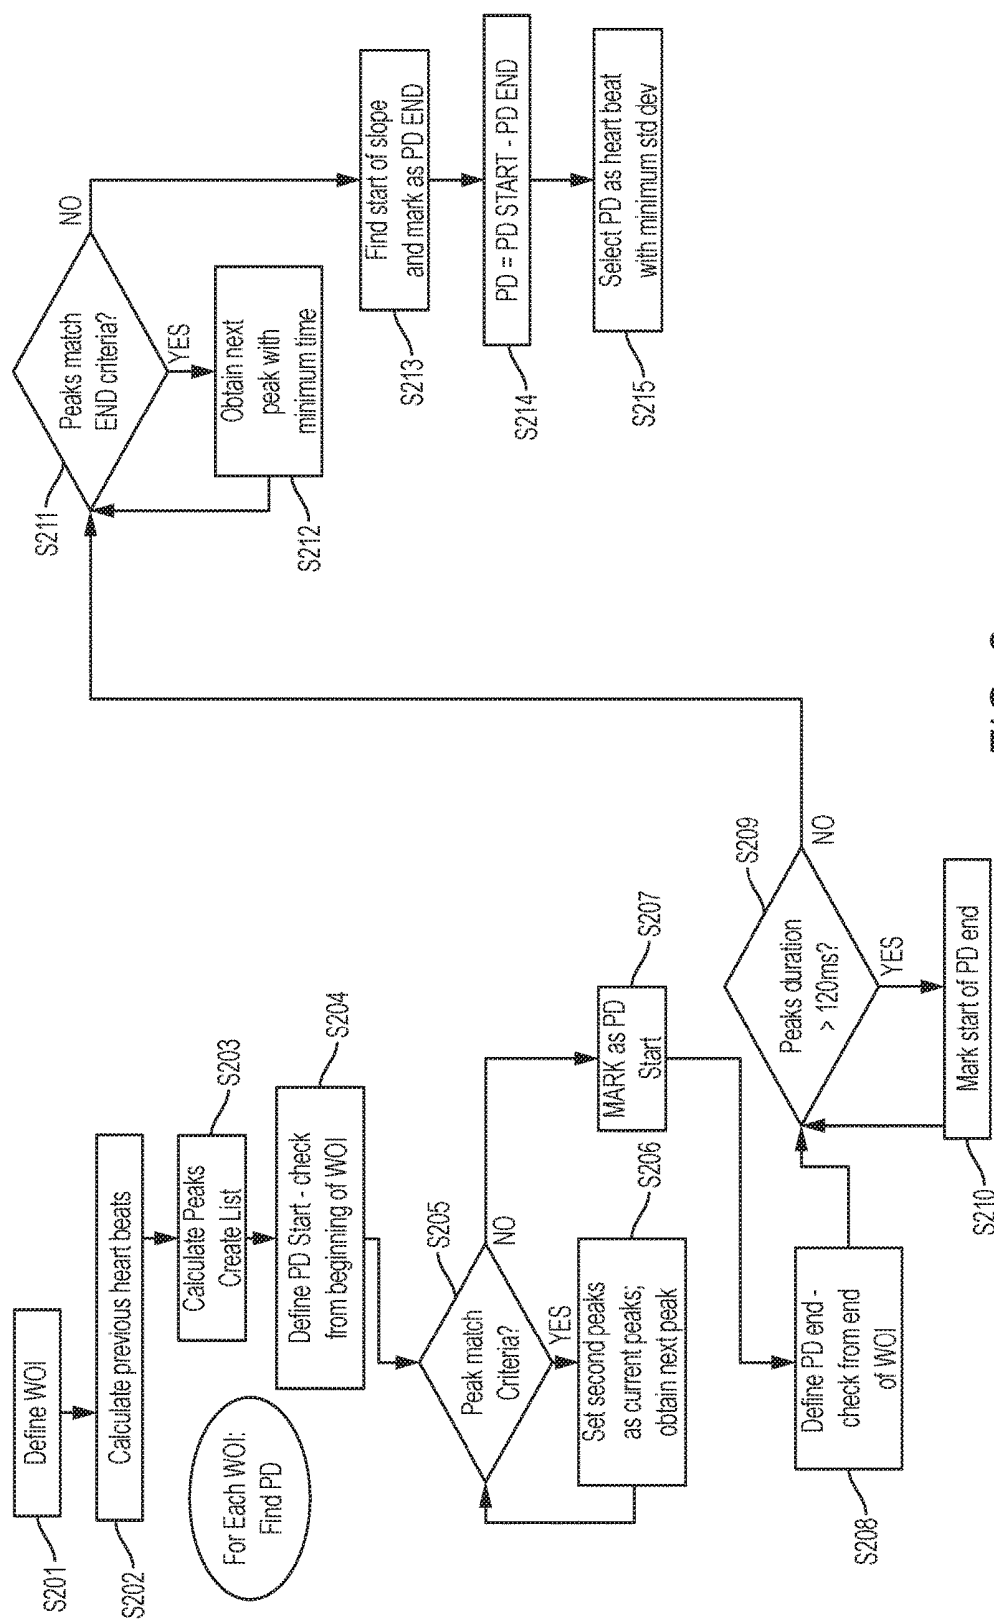 Define WOI
S201
Calculate previous heart beats
S202
For Each WOI:
Find PD
Calculate Peaks
Create List
S203
Define PD Start - check
from beginning of WOI
S204
Peak match
Criteria?
S205
YES
NO
Set second peaks
as current peaks;
obtain next peak
S206
MARK as PD
Start
S207
Define PD end -
check from end
of WOI
S208
Peaks duration
> 120ms?
S209
YES
NO
Mark start of PD end
S210
Peaks match
END criteria?
S211
YES
NO
Obtain next
peak with
minimum time
S212
Find start of slope
and mark as PD END
S213
PD = PD START - PD END
S214
Select PD as heart beat
with minimum std dev
S215